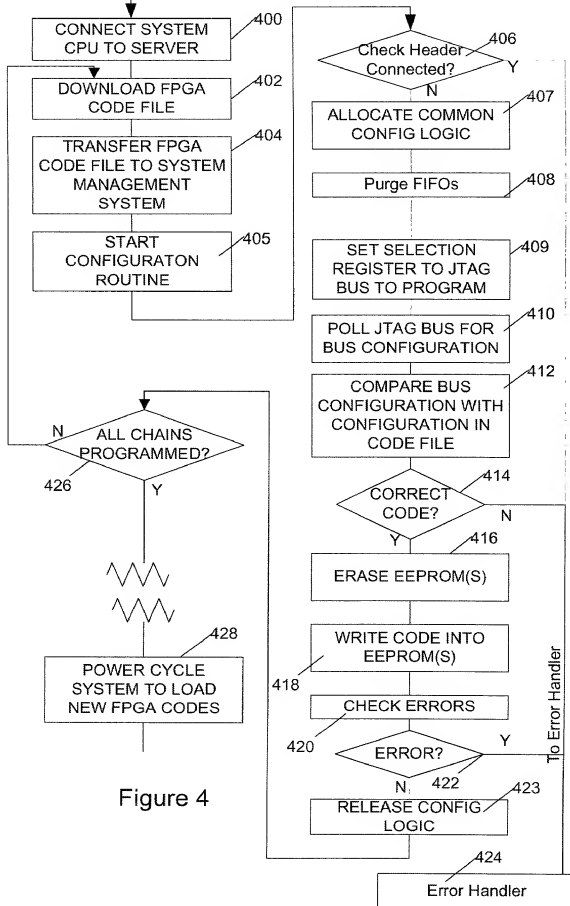 CONNECT SYSTEM
CPU TO SERVER
400
DOWNLOAD FPGA
CODE FILE
402
TRANSFER FPGA
CODE FILE TO SYSTEM
MANAGEMENT
SYSTEM
404
START
CONFIGURATON
ROUTINE
405
Check Header
Connected?
406
Y
N
ALLOCATE COMMON
CONFIG LOGIC
407
Purge FIFOs
408
SET SELECTION
REGISTER TO JTAG
BUS TO PROGRAM
409
POLL JTAG BUS FOR
BUS CONFIGURATION
410
COMPARE BUS
CONFIGURATION WITH
CONFIGURATION IN
CODE FILE
412
CORRECT
CODE?
414
N
Y
ERASE EEPROM(S)
416
WRITE CODE INTO
EEPROM(S)
418
CHECK ERRORS
420
ERROR?
422
Y
N
RELEASE CONFIG
LOGIC
423
To Error Handler
424
Error Handler
ALL CHAINS
PROGRAMMED?
426
N
Y
428
POWER CYCLE
SYSTEM TO LOAD
NEW FPGA CODES
Figure 4